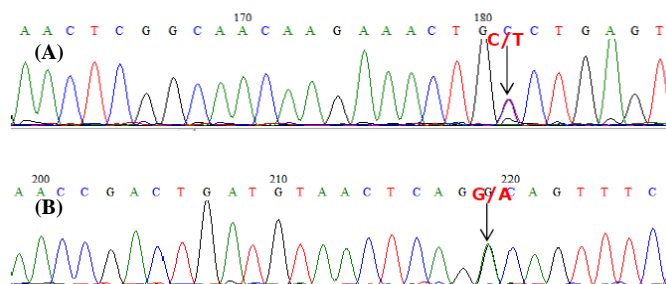 170 180
A A C T C G G C A A C A A G A A A C T G C C T G A G T
(A) C/T
200 210 220
A A C C G A C T G A T G T A A C T C A G G C A G T T T C
(B) G/A